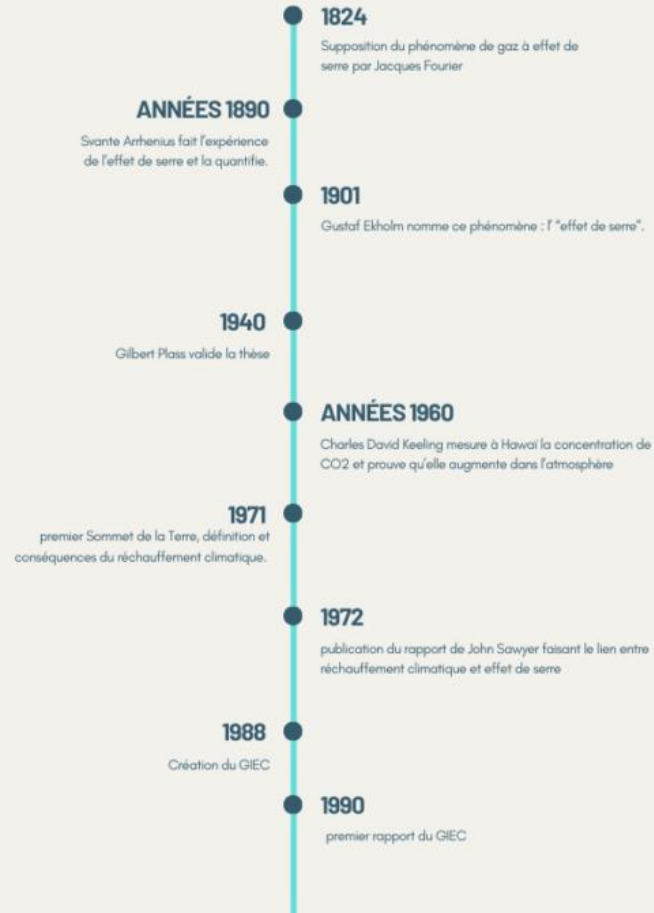 1824
Supposition du phénomène de gaz à effet de
serre par Jacques Fourier
ANNÉES 1890
Svante Arrhenius fait l'expérience
de l'effet de serre et la quantifie.
1901
Gustaf Ekholm nomme ce phénomène : l' "effet de serre".
1940
Gilbert Plass valide la thèse
ANNÉES 1960
Charles David Keeling mesure à Hawaï la concentration de
CO2 et prouve qu'elle augmente dans l'atmosphère
1971
premier Sommet de la Terre, définition et
conséquences du réchauffement climatique.
1972
publication du rapport de John Sawyer faisant le lien entre
réchauffement climatique et effet de serre
1988
Création du GIEC
1990
premier rapport du GIEC